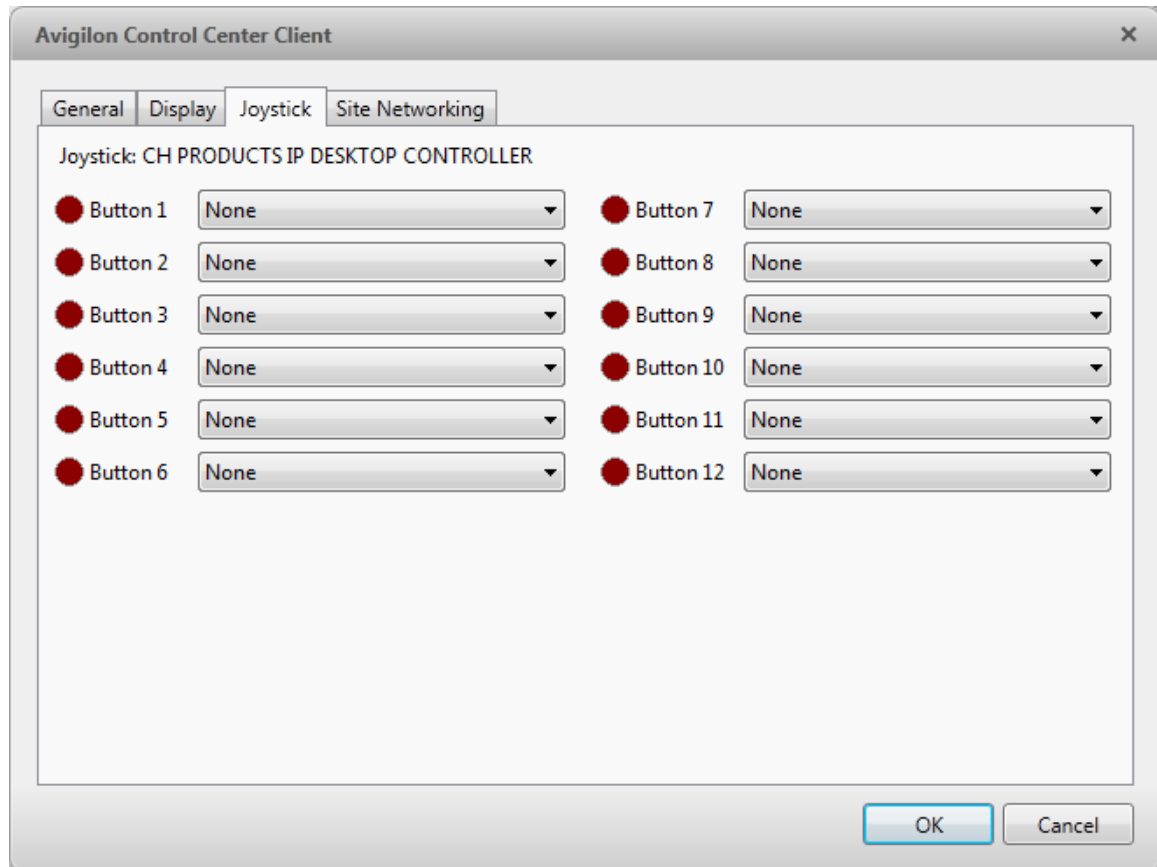 Avigilon Control Center Client
General Display Joystick Site Networking
Joystick: CH PRODUCTS IP DESKTOP CONTROLLER
Button 1 None Button 7 None
Button 2 None Button 8 None
Button 3 None Button 9 None
Button 4 None Button 10 None
Button 5 None Button 11 None
Button 6 None Button 12 None
OK Cancel